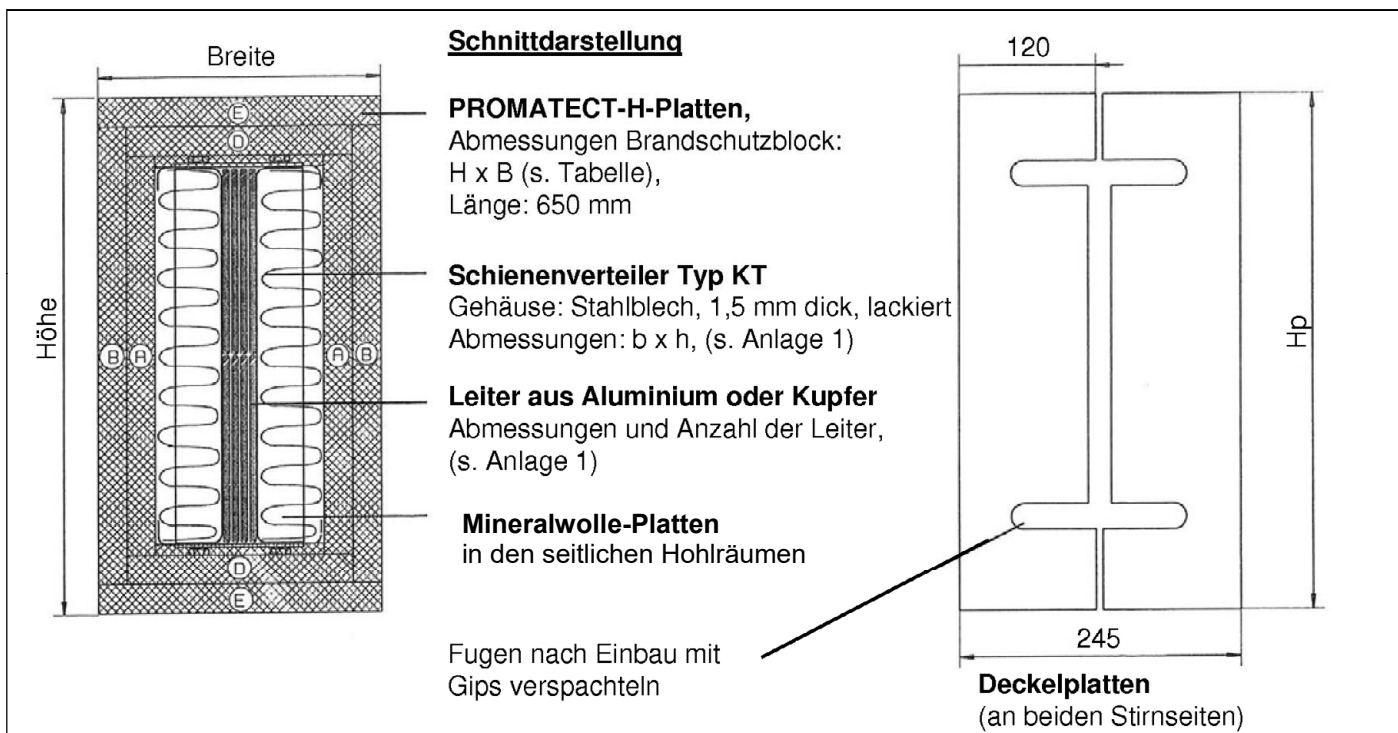 Schnittdarstellung
Breite
Höhe
E
D
B
A
A
B
D
E
PROMATECT-H-Platten,
Abmessungen Brandschutzblock:
H x B (s. Tabelle),
Länge: 650 mm
Schienenverteiler Typ KT
Gehäuse: Stahlblech, 1,5 mm dick, lackiert
Abmessungen: b x h, (s. Anlage 1)
Leiter aus Aluminium oder Kupfer
Abmessungen und Anzahl der Leiter,
(s. Anlage 1)
Mineralwolle-Platten
in den seitlichen Hohlräumen
Fugen nach Einbau mit
Gips verspachteln
120
Hp
245
Deckelplatten
(an beiden Stirnseiten)